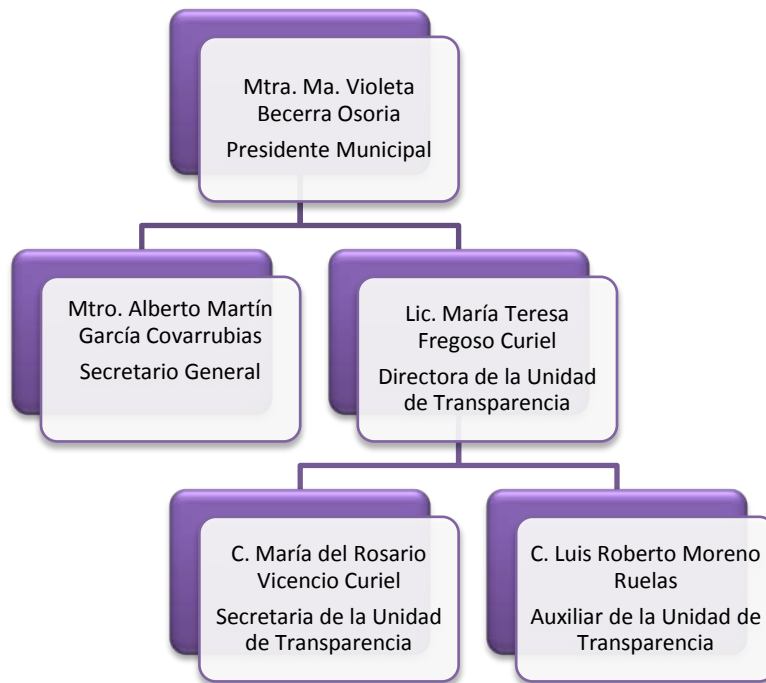 Mtra. Ma. Violeta
Becerra Osoria
Presidente Municipal
Mtro. Alberto Martín
García Covarrubias
Secretario General
Lic. María Teresa
Fregoso Curiel
Directora de la Unidad
de Transparencia
C. María del Rosario
Vicencio Curiel
Secretaria de la Unidad
de Transparencia
C. Luis Roberto Moreno
Ruelas
Auxiliar de la Unidad de
Transparencia